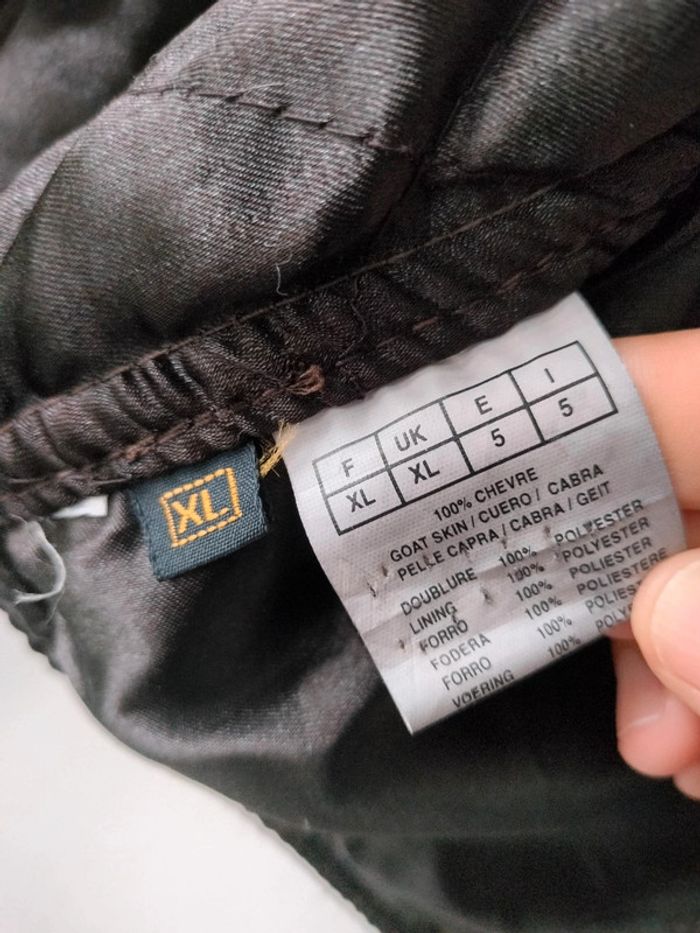 XL
F UK E I
XL XL 5 5
100% CHEVRE
GOAT SKIN / CUERO / CABRA
PELLE CAPRA / CABRA / GEIT
DOUBLURE 100% POLYESTER
LINING 100% POLYESTER
FORRO 100% POLIESTER
FODERA 100% POLIESTERE
FORRO 100%
VOERING 100%